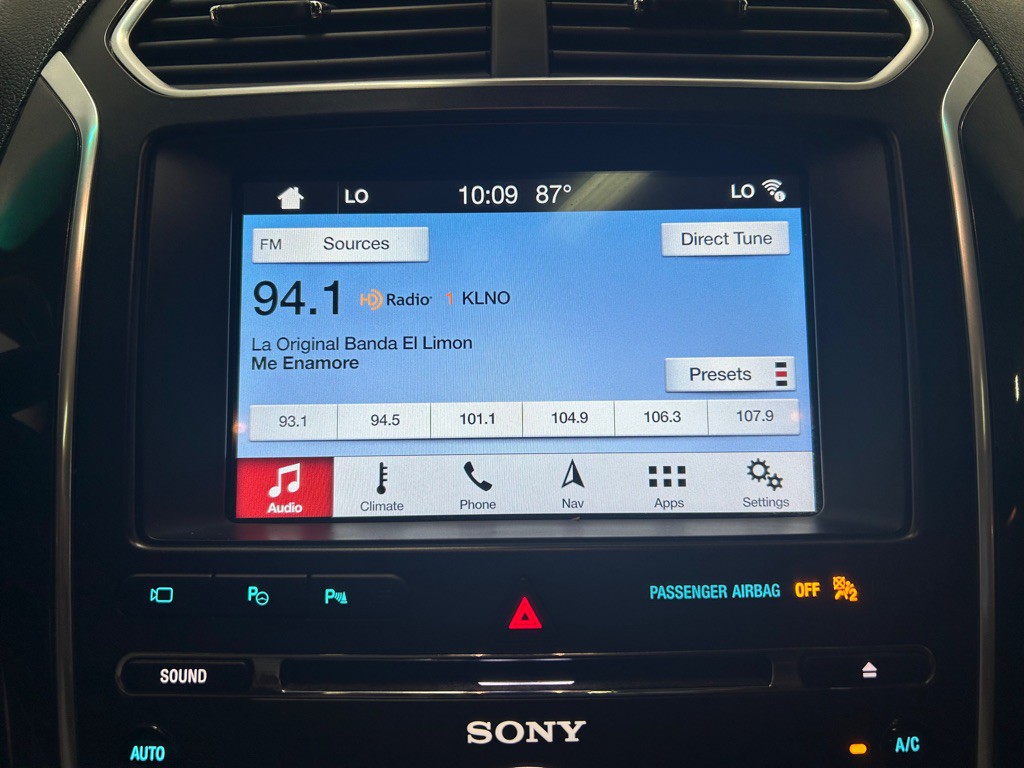 LO 10:09 87° LO
FM Sources Direct Tune
94.1 HD Radio 1 KLNO
La Original Banda El Limon
Me Enamore
Presets
93.1 94.5 101.1 104.9 106.3 107.9
Audio Climate Phone Nav Apps Settings
P P PASSENGER AIRBAG OFF 2
SOUND
SONY
AUTO A/C